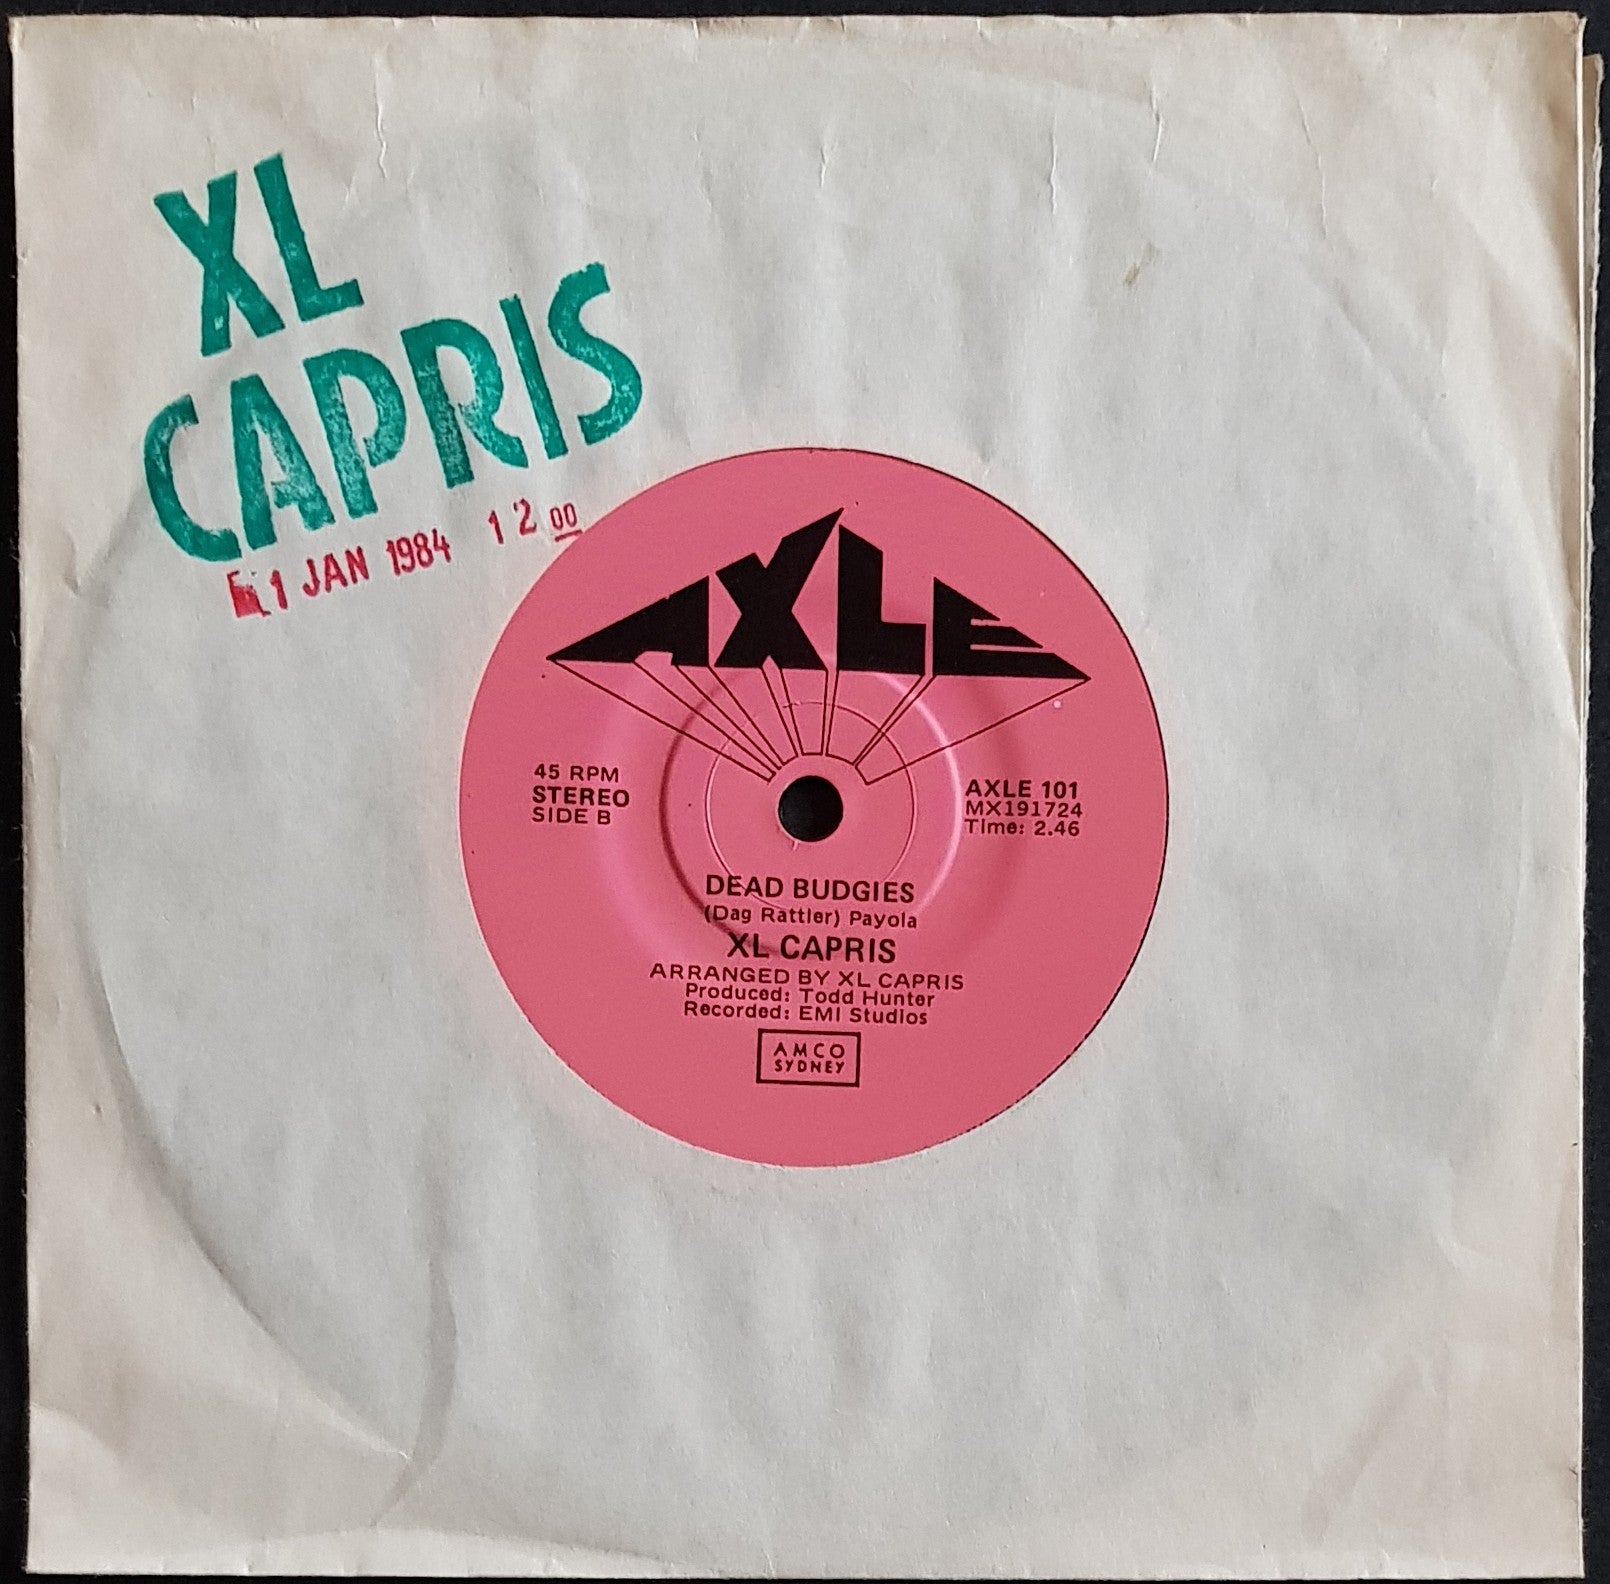 XL
CAPRIS
1 JAN 1984 12 00
AXLE
45 RPM
STEREO
SIDE B
AXLE 101
MX191724
Time: 2.46
DEAD BUDGIES
(Dag Rattler) Payola
XL CAPRIS
ARRANGED BY XL CAPRIS
Produced: Todd Hunter
Recorded: EMI Studios
AMCO
SYDNEY